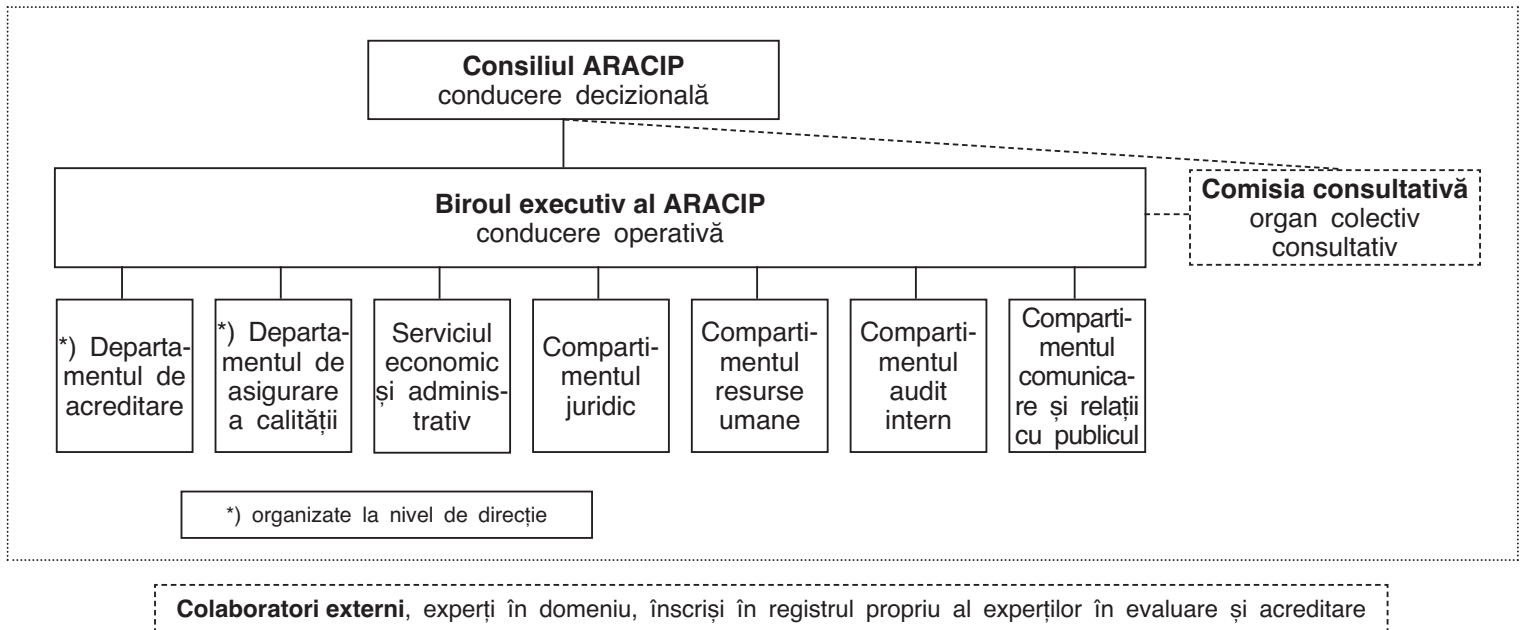 Consiliul ARACIP
conducere decizională
Biroul executiv al ARACIP
conducere operativă
Comisia consultativă
organ colectiv
consultativ
*) Departa-
mentul de
acreditare
*) Departa-
mentul de
asigurare
a calității
Serviciul
economic
și adminis-
trativ
Comparti-
mentul
juridic
Comparti-
mentul
resurse
umane
Comparti-
mentul
audit
intern
Comparti-
mentul
comunica-
re și relații
cu publicul
*) organizate la nivel de direcție
Colaboratori externi, experți în domeniu, înscriși în registrul propriu al experților în evaluare și acreditare